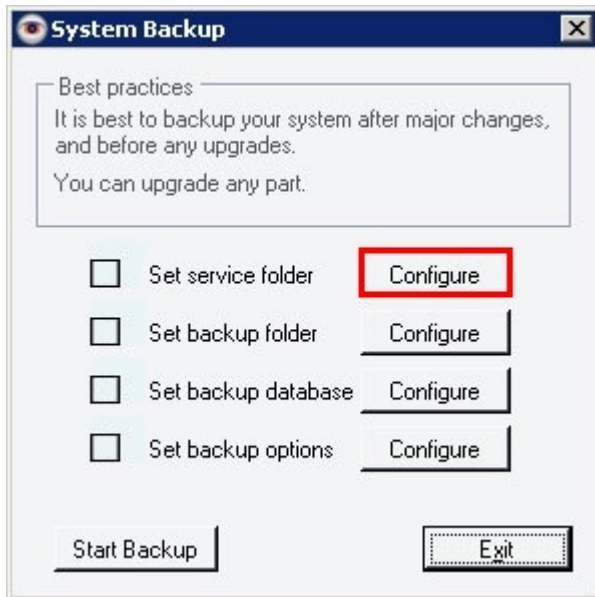 System Backup
Best practices
It is best to backup your system after major changes,
and before any upgrades.
You can upgrade any part.
Set service folder Configure
Set backup folder Configure
Set backup database Configure
Set backup options Configure
Start Backup Exit